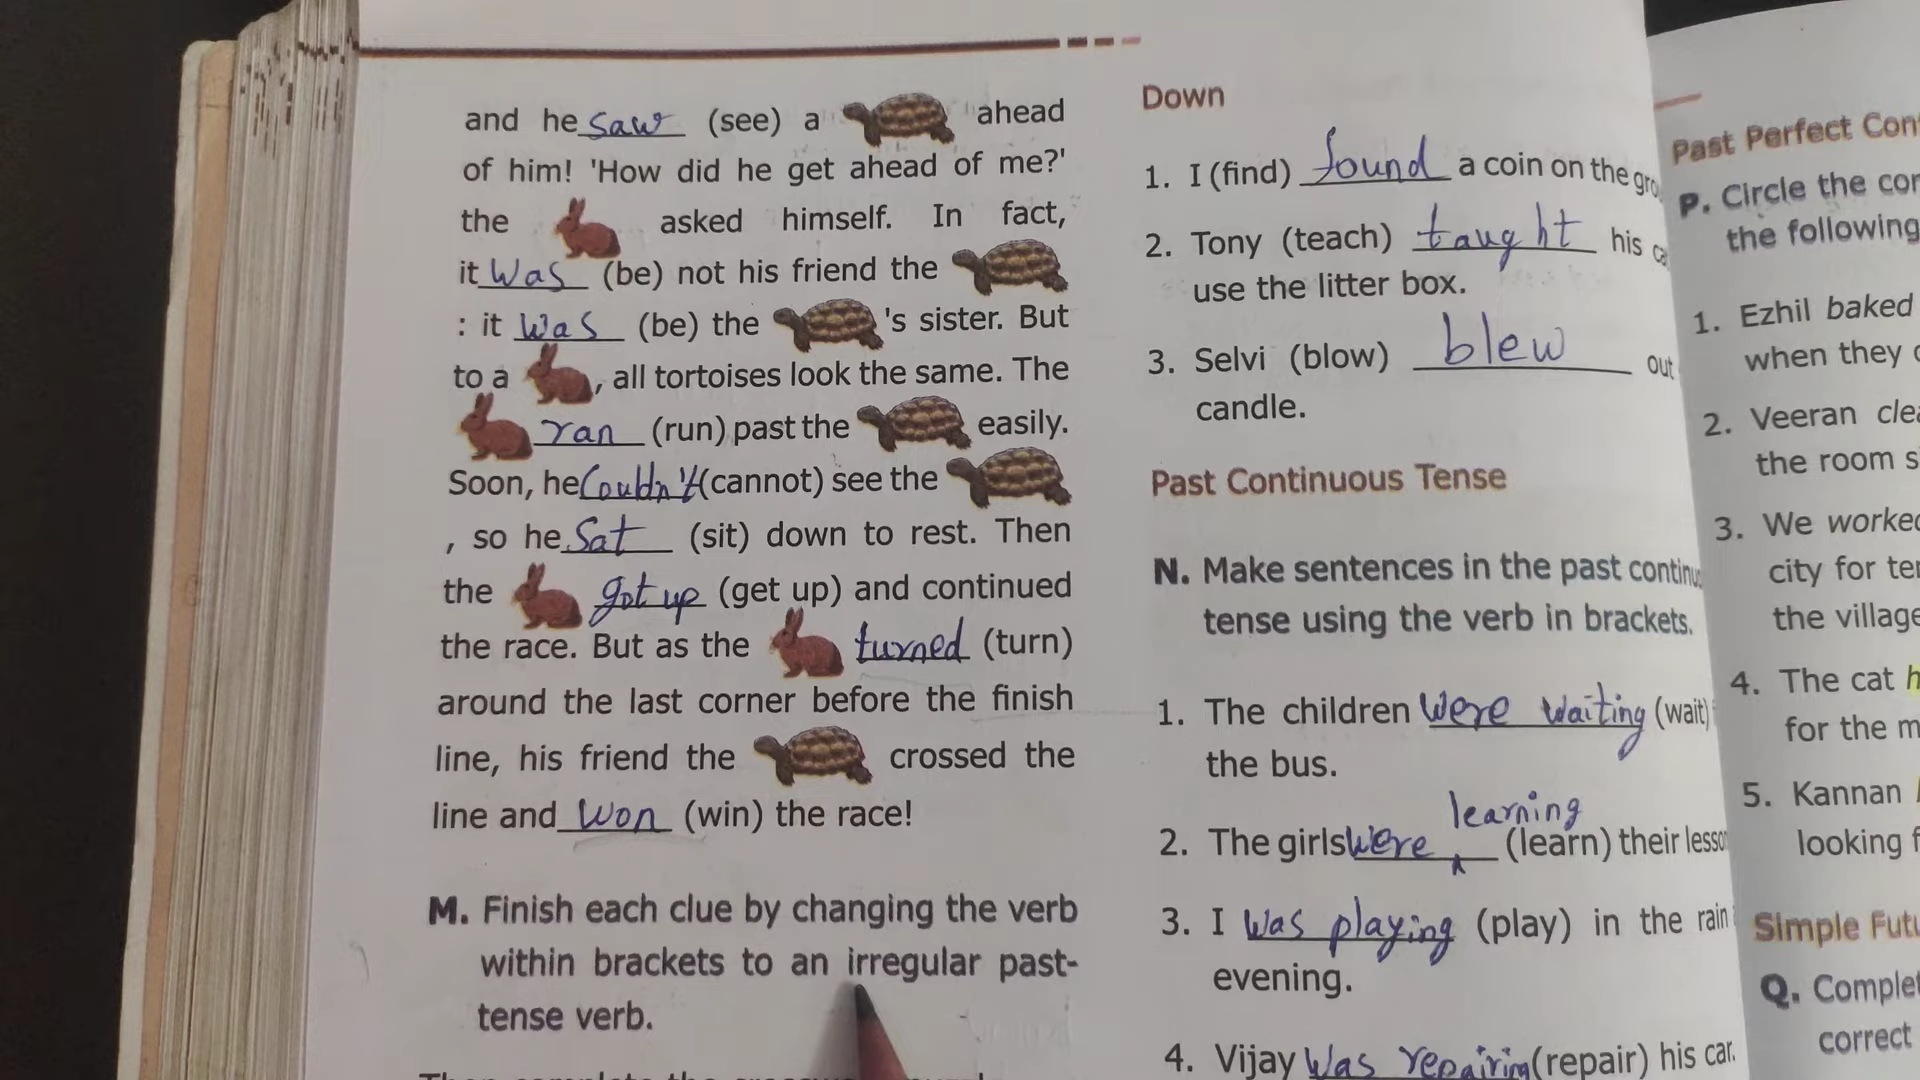 and he saw (see) a ahead
of him! 'How did he get ahead of me?'
the asked himself. In fact,
it was (be) not his friend the
: it was (be) the 's sister. But
to a , all tortoises look the same. The
ran (run) past the easily.
Soon, he couldn't (cannot) see the
, so he sat (sit) down to rest. Then
the got up (get up) and continued
the race. But as the turned (turn)
around the last corner before the finish
line, his friend the crossed the
line and won (win) the race!
M. Finish each clue by changing the verb
within brackets to an irregular past-
tense verb.
Down
1. I (find) found a coin on the
2. Tony (teach) taught his
use the litter box.
3. Selvi (blow) blew out
candle.
Past Continuous Tense
N. Make sentences in the past
tense using the verb in brackets.
1. The children were waiting (wait)
the bus.
learning
2. The girls were (learn) their
3. I was playing (play) in the rain
evening.
4. Vijay was repairing (repair) his car.
Past Perfect
P. Circle the
the following
1. Ezhil baked
when they
2. Veeran
the room
3. We worked
city for
the village
4. The cat
for the
5. Kannan
looking
Simple
Q.
correct